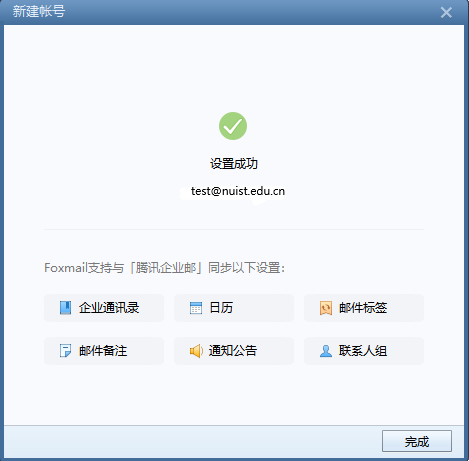 新建帐号
设置成功
test@nuist.edu.cn
Foxmail支持与「腾讯企业邮」同步以下设置：
企业通讯录 日历 邮件标签
邮件备注 通知公告 联系人组
完成